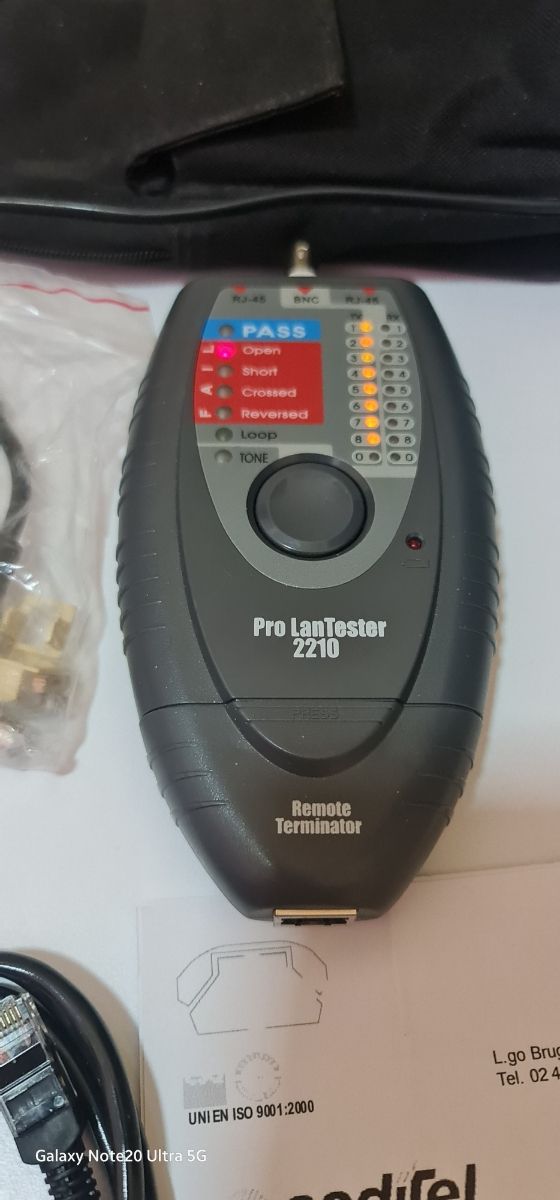 RJ-45 BNC RJ-45
TX RX
PASS
FAIL
Open
Short
Crossed
Reversed
Loop
TONE
1 1
2 2
3 3
4 4
5 5
6 6
7 7
8 8
0 0
Pro LanTester
2210
PRESS
Remote
Terminator
L.go Brug
Tel. 02 4
UNI EN ISO 9001:2000
Galaxy Note20 Ultra 5G